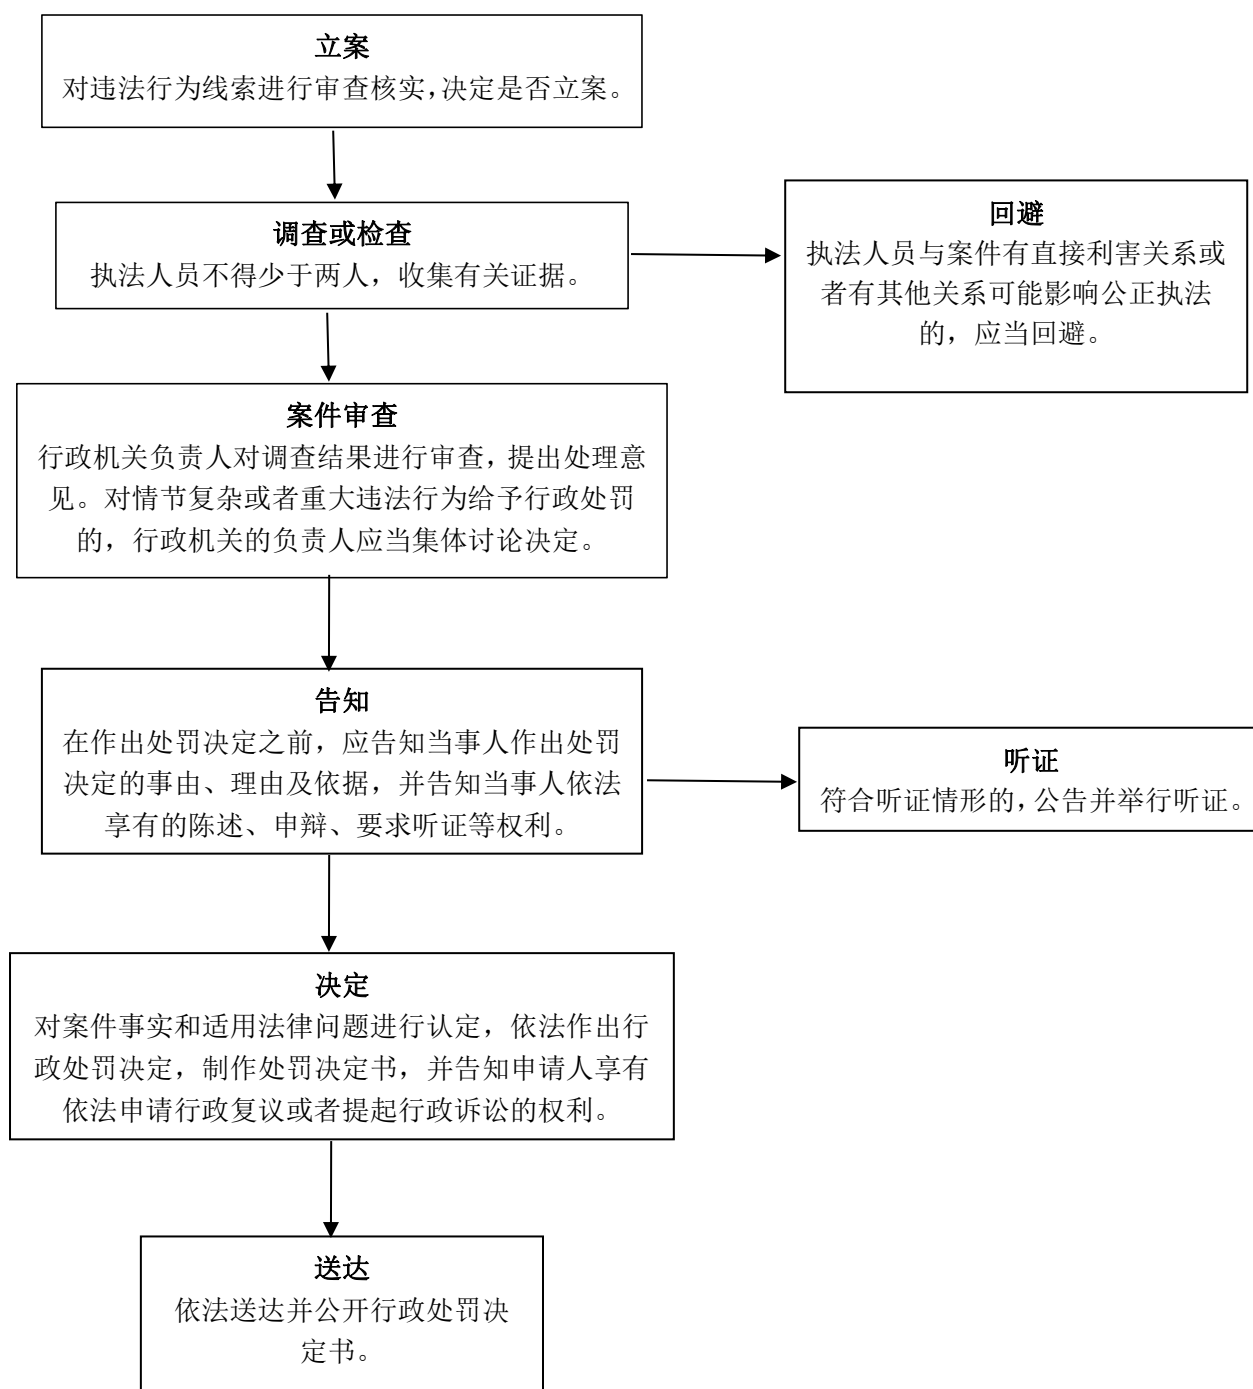 立案
对违法行为线索进行审查核实，决定是否立案。
调查或检查
执法人员不得少于两人，收集有关证据。
回避
执法人员与案件有直接利害关系或
者有其他关系可能影响公正执法
的，应当回避。
案件审查
行政机关负责人对调查结果进行审查，提出处理意
见。对情节复杂或者重大违法行为给予行政处罚
的，行政机关的负责人应当集体讨论决定。
告知
在作出处罚决定之前，应告知当事人作出处罚
决定的事由、理由及依据，并告知当事人依法
享有的陈述、申辩、要求听证等权利。
听证
符合听证情形的，公告并举行听证。
决定
对案件事实和适用法律问题进行认定，依法作出行
政处罚决定，制作处罚决定书，并告知申请人享有
依法申请行政复议或者提起行政诉讼的权利。
送达
依法送达并公开行政处罚决
定书。